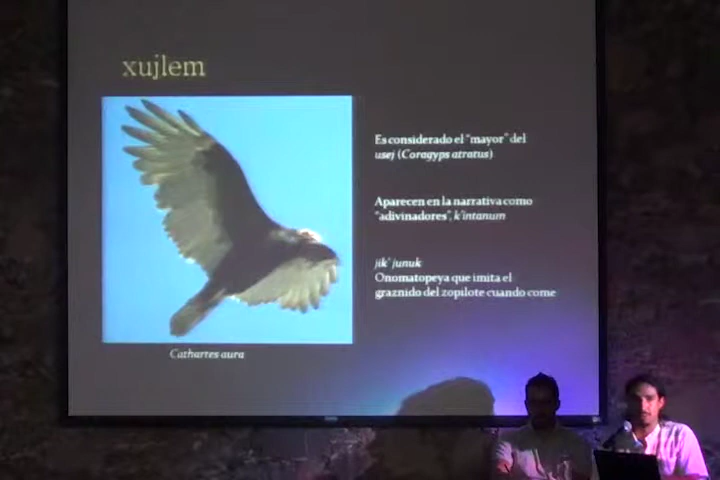 xujlem
Es considerado el "mayor" del
usej (Coragyps atratus)
Aparecen en la narrativa como
"adivinadores", k'intanum
jik' junuk
Onomatopeya que imita el
graznido del zopilote cuando come
Cathartes aura